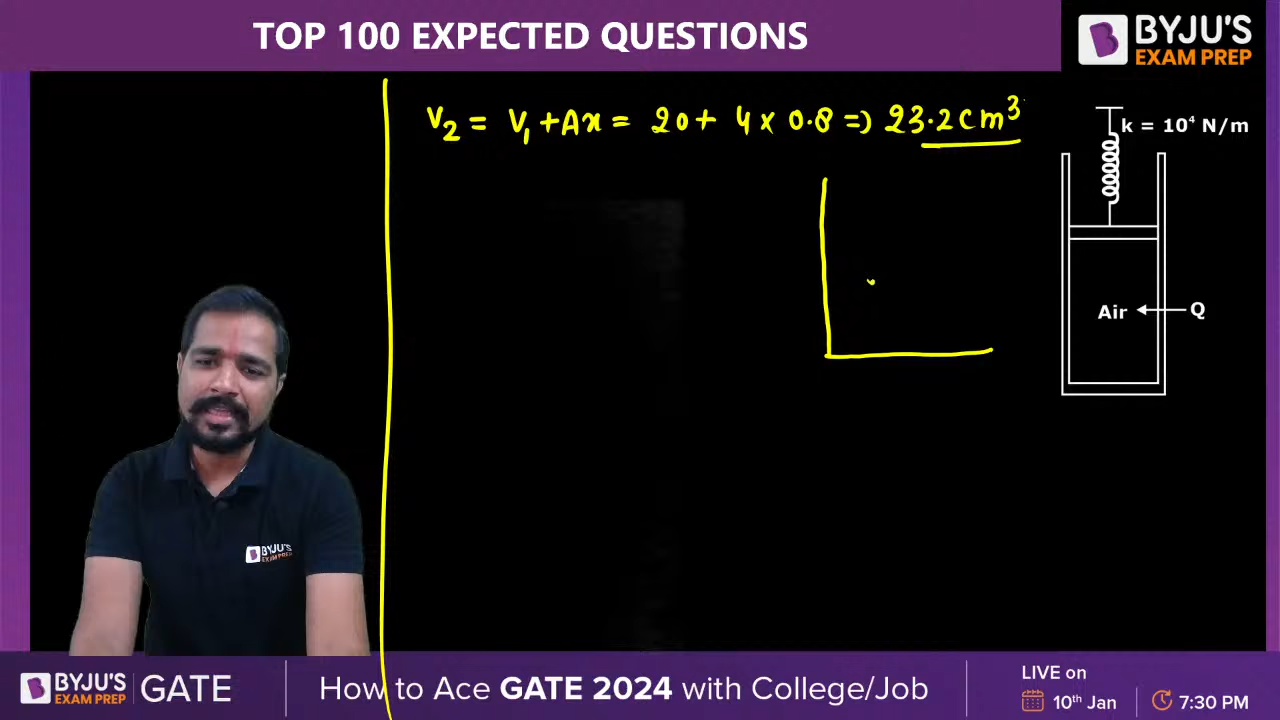 TOP 100 EXPECTED QUESTIONS
BYJU'S
EXAM PREP
V₂ = V₁ + Ax = 20 + 4 × 0.8 => 23.2 cm³
k = 10⁴ N/m
Air
Q
BYJU'S
EXAM PREP
BYJU'S
EXAM PREP
GATE
How to Ace GATE 2024 with College/Job
LIVE on
10th Jan
7:30 PM